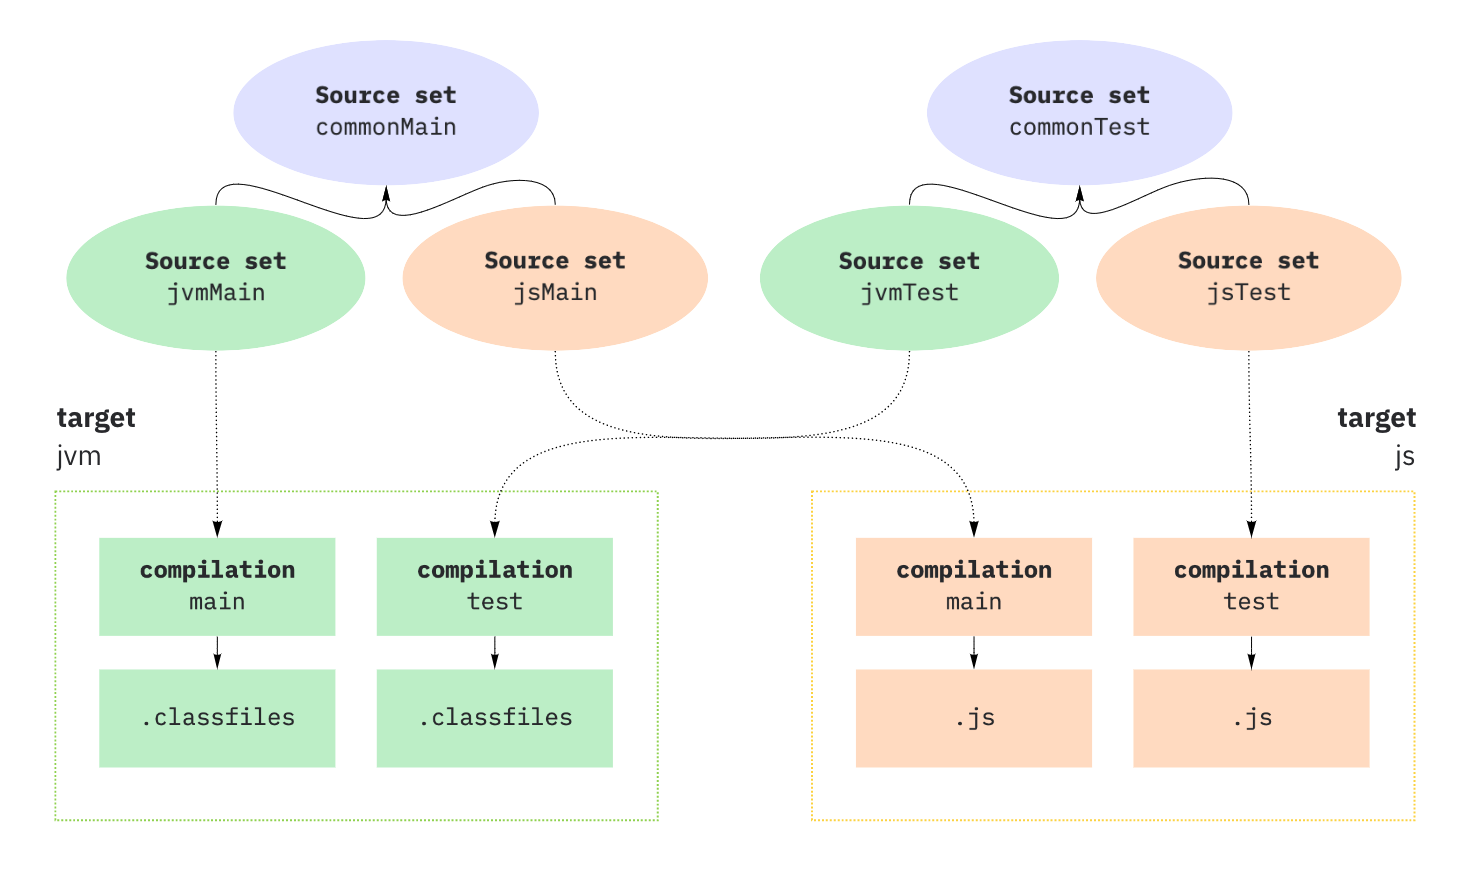 Source set
commonMain
Source set
commonTest
Source set
jvmMain
Source set
jsMain
Source set
jvmTest
Source set
jsTest
target
jvm
target
js
compilation
main
compilation
test
compilation
main
compilation
test
.classfiles
.classfiles
.js
.js